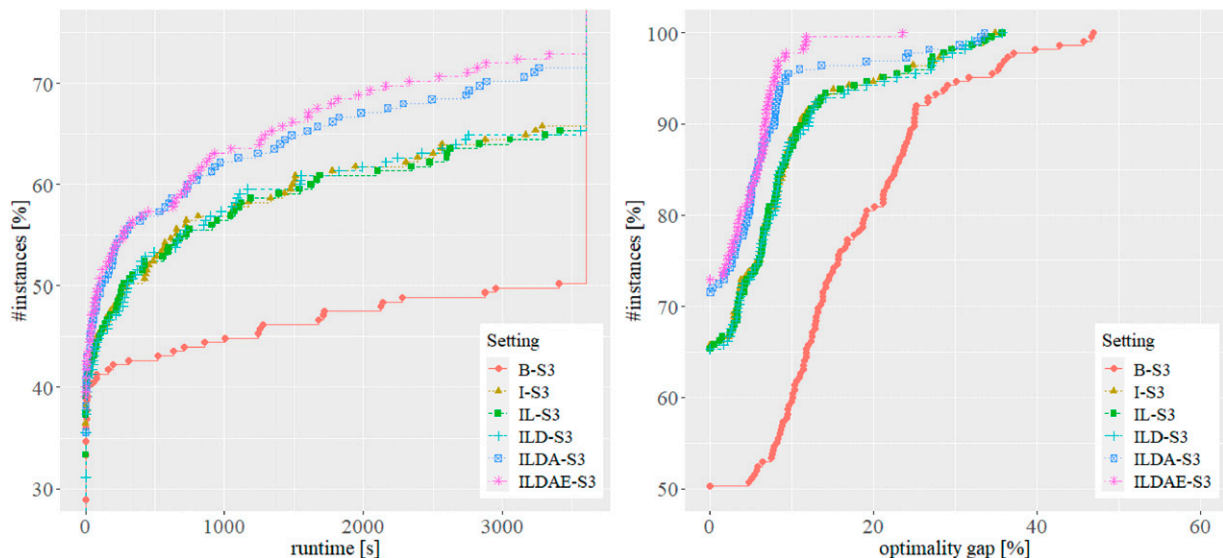 #instances [%]
70
60
50
40
30
0
1000
2000
3000
runtime [s]
Setting
B-S3
I-S3
IL-S3
ILD-S3
ILDA-S3
ILDAE-S3
#instances [%]
100
90
80
70
60
50
0
20
40
60
optimality gap [%]
Setting
B-S3
I-S3
IL-S3
ILD-S3
ILDA-S3
ILDAE-S3